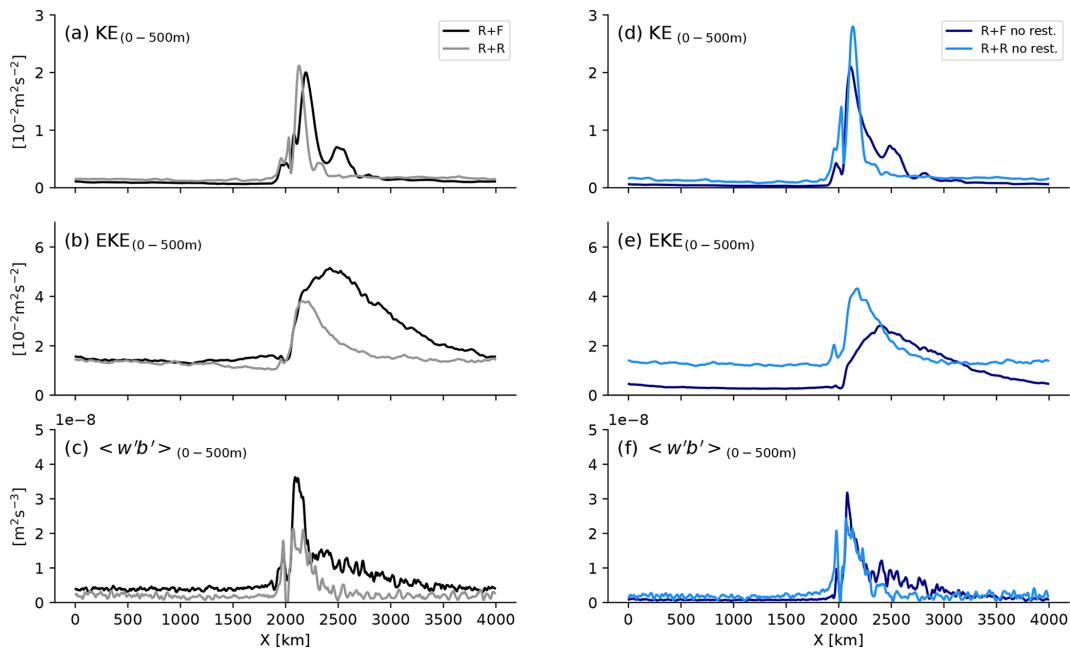 (a) KE(0 − 500m)
R+F
R+R
[10⁻²m²s⁻²]
3
2
1
0
(d) KE (0 − 500m)
R+F no rest.
R+R no rest.
3
2
1
0
(b) EKE(0 − 500m)
[10⁻²m²s⁻²]
6
4
2
0
(e) EKE(0 − 500m)
6
4
2
0
1e−8
(c) < w′b′ > (0 − 500m)
[m²s⁻³]
5
4
3
2
1
0
0 500 1000 1500 2000 2500 3000 3500 4000
X [km]
1e−8
(f) < w′b′ > (0 − 500m)
5
4
3
2
1
0
0 500 1000 1500 2000 2500 3000 3500 4000
X [km]